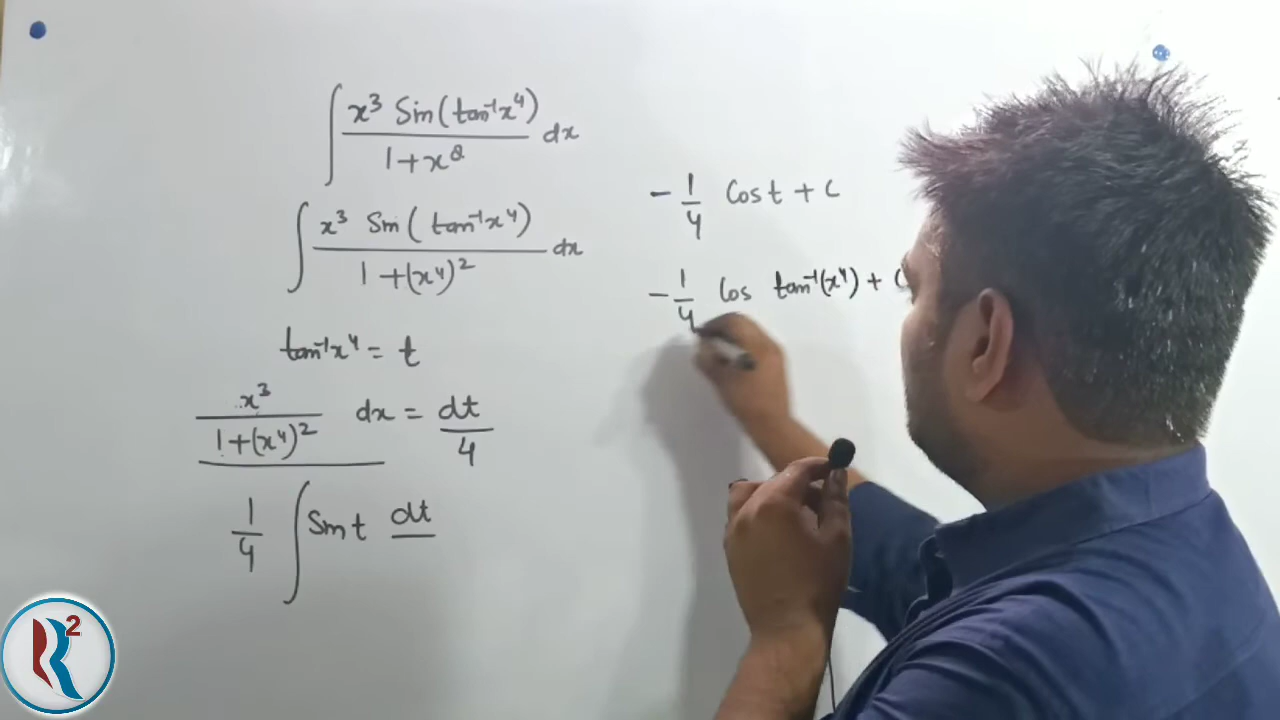 ∫ x³ Sin(tan⁻¹x⁴) / 1+x⁸ dx
∫ x³ Sin(tan⁻¹x⁴) / 1+(x⁴)² dx
tan⁻¹x⁴ = t
x³ / 1+(x⁴)² dx = dt / 4
1/4 ∫ Sin t dt
- 1/4 Cos t + C
- 1/4 Cos tan⁻¹(x⁴) + C
R²